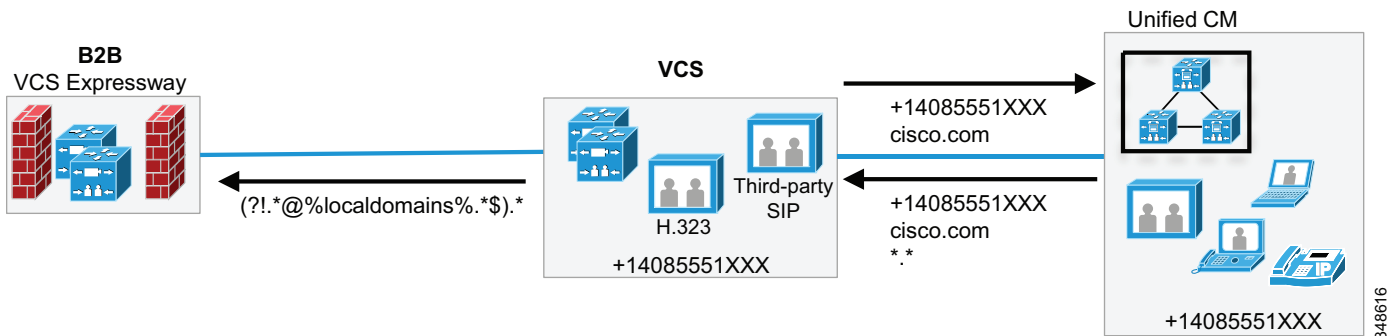 B2B
VCS Expressway
(?!.*@%localdomains%.*$).*
VCS
H.323
Third-party
SIP
+14085551XXX
+14085551XXX
cisco.com
+14085551XXX
cisco.com
*.*
Unified CM
IP
+14085551XXX
348616